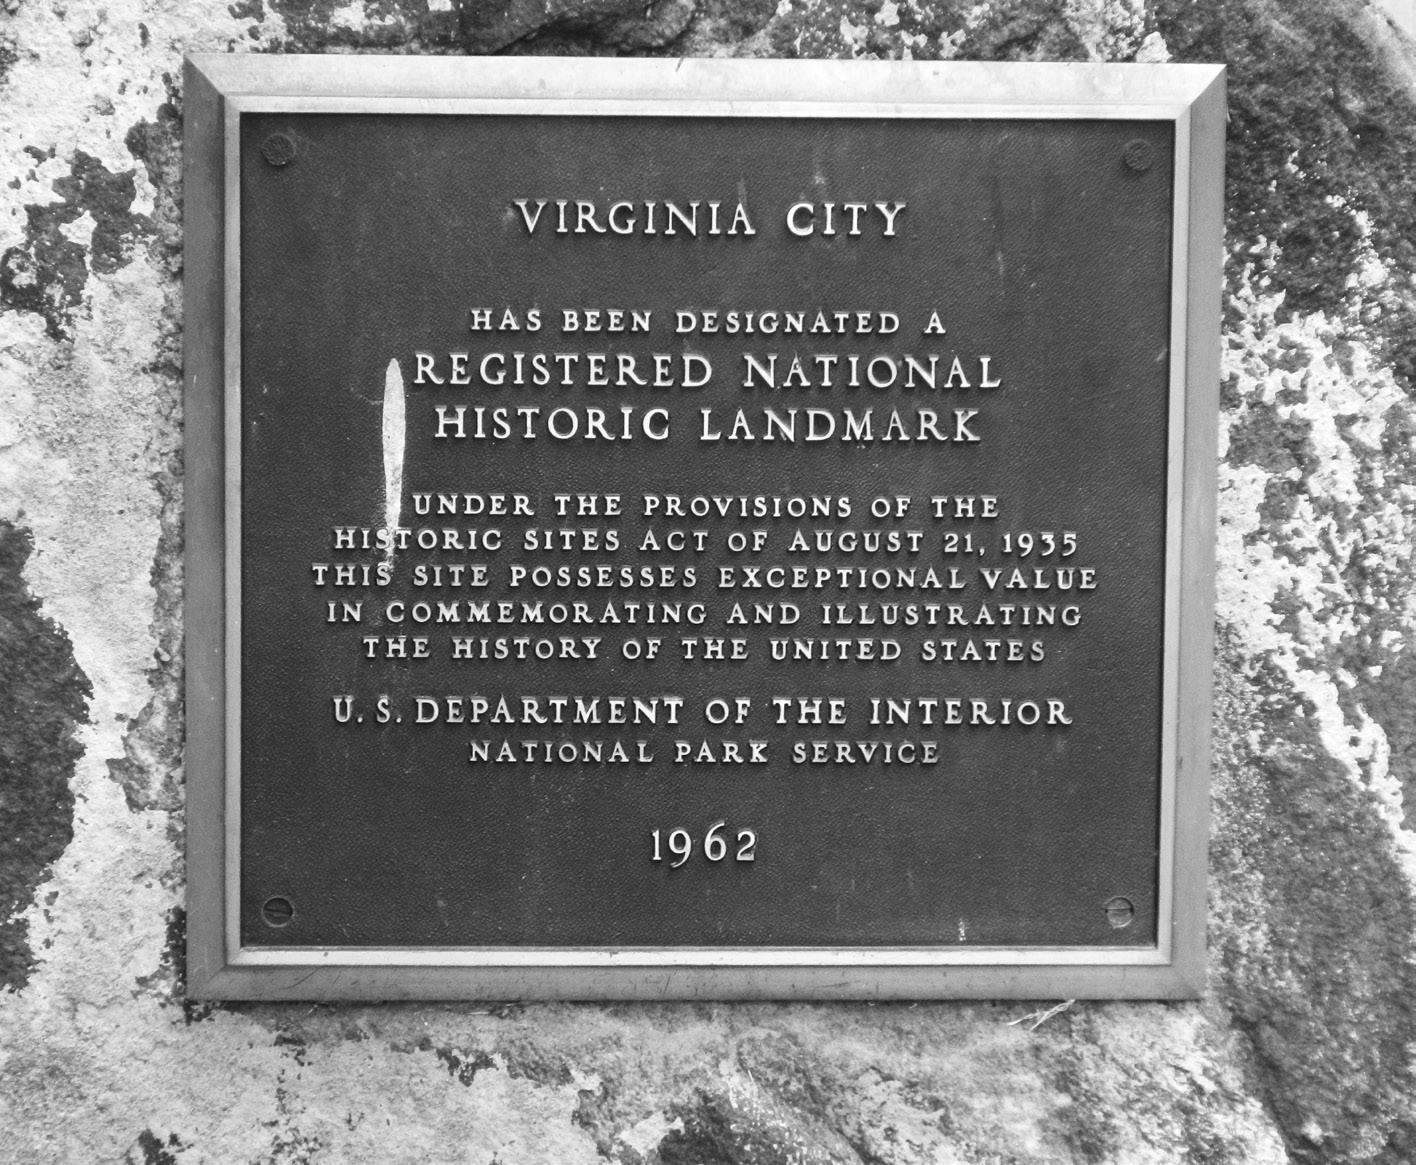 VIRGINIA CITY
HAS BEEN DESIGNATED A
REGISTERED NATIONAL
HISTORIC LANDMARK
UNDER THE PROVISIONS OF THE
HISTORIC SITES ACT OF AUGUST 21, 1935
THIS SITE POSSESSES EXCEPTIONAL VALUE
IN COMMEMORATING AND ILLUSTRATING
THE HISTORY OF THE UNITED STATES
U.S. DEPARTMENT OF THE INTERIOR
NATIONAL PARK SERVICE
1962